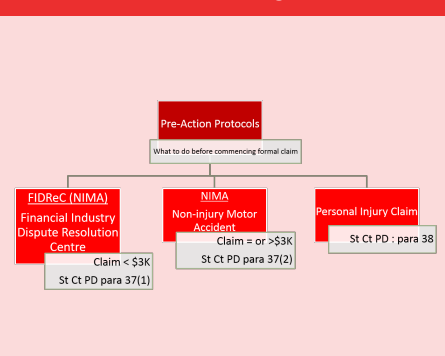 Pre-Action Protocols
What to do before commencing formal claim
FIDReC (NIMA)
Financial Industry
Dispute Resolution
Centre
Claim < $3K
St Ct PD para 37(1)
NIMA
Non-injury Motor
Accident
Claim = or >$3K
St Ct PD para 37(2)
Personal Injury Claim
St Ct PD : para 38